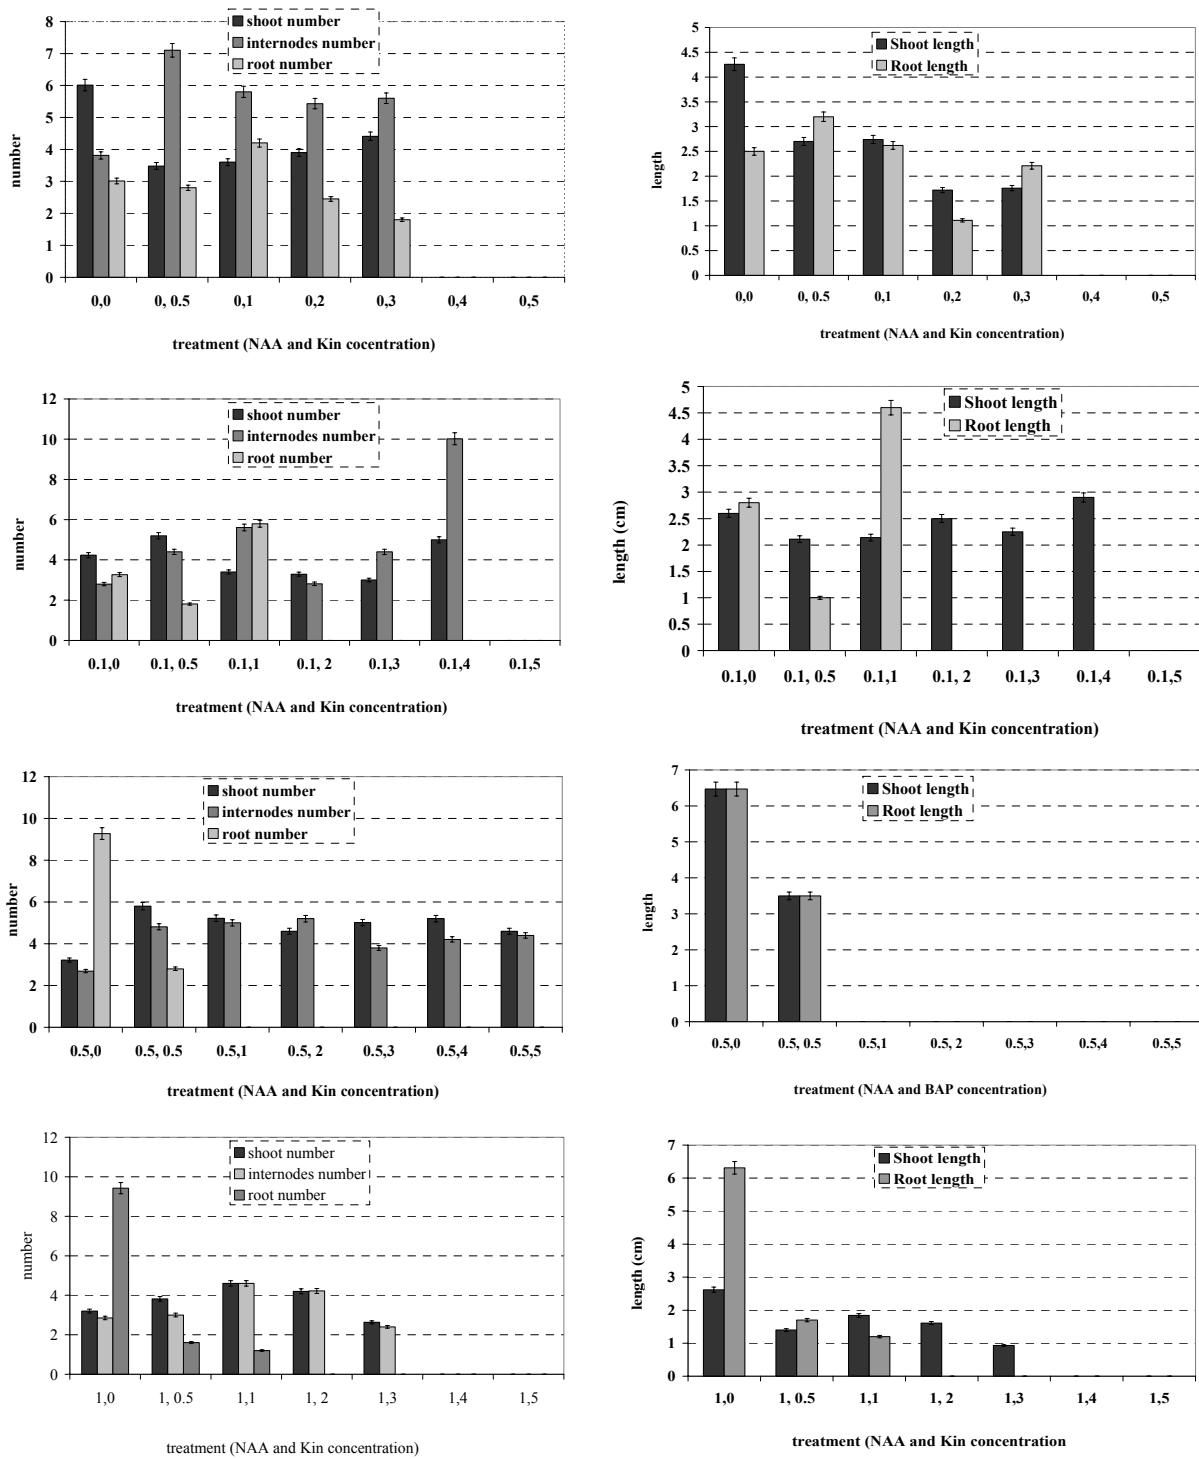 8
7
6
5
4
3
2
1
0
number
shoot number
internodes number
root number
0,0 0, 0.5 0,1 0,2 0,3 0,4 0,5
treatment (NAA and Kin cocentration)
5
4.5
4
3.5
3
2.5
2
1.5
1
0.5
0
length
Shoot length
Root length
0,0 0, 0.5 0,1 0,2 0,3 0,4 0,5
treatment (NAA and Kin concentration)
12
10
8
6
4
2
0
number
shoot number
internodes number
root number
0.1,0 0.1, 0.5 0.1,1 0.1, 2 0.1,3 0.1,4 0.1,5
treatment (NAA and Kin concentration)
5
4.5
4
3.5
3
2.5
2
1.5
1
0.5
0
length (cm)
Shoot length
Root length
0.1,0 0.1, 0.5 0.1,1 0.1, 2 0.1,3 0.1,4 0.1,5
treatment (NAA and Kin concentration)
12
10
8
6
4
2
0
number
shoot number
internodes number
root number
0.5,0 0.5, 0.5 0.5,1 0.5, 2 0.5,3 0.5,4 0.5,5
treatment (NAA and Kin concentration)
7
6
5
4
3
2
1
0
length
Shoot length
Root length
0.5,0 0.5, 0.5 0.5,1 0.5, 2 0.5,3 0.5,4 0.5,5
treatment (NAA and BAP concentration)
12
10
8
6
4
2
0
number
shoot number
internodes number
root number
1,0 1, 0.5 1,1 1, 2 1,3 1,4 1,5
treatment (NAA and Kin concentration)
7
6
5
4
3
2
1
0
length (cm)
Shoot length
Root length
1,0 1, 0.5 1,1 1, 2 1,3 1,4 1,5
treatment (NAA and Kin concentration